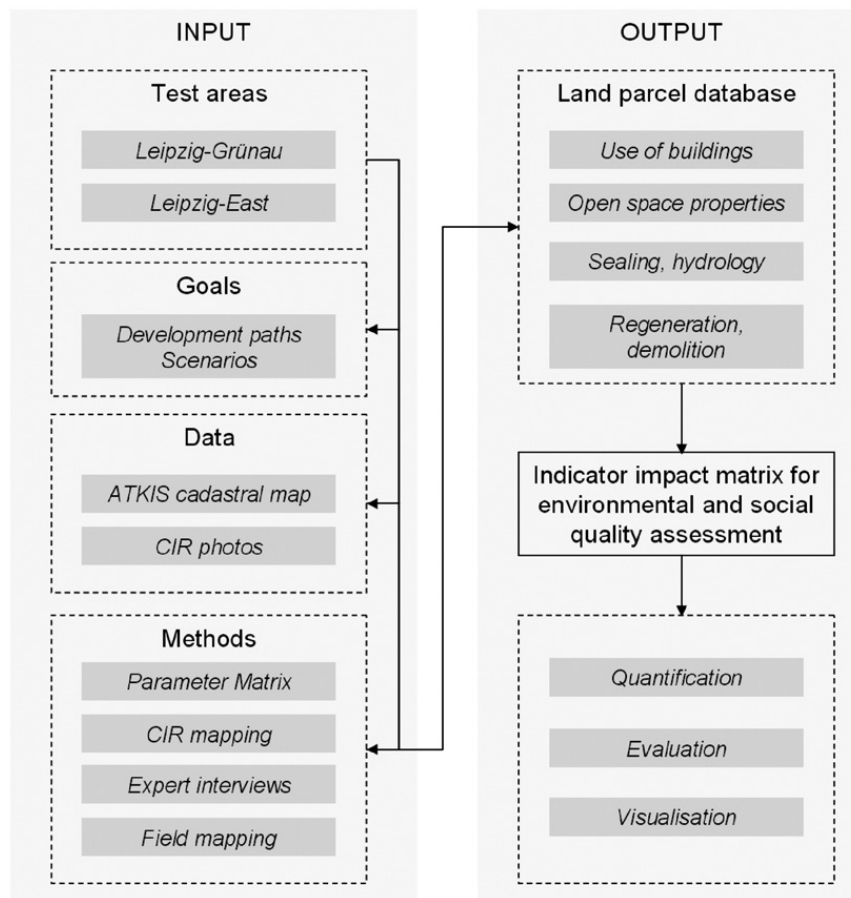 INPUT
Test areas
Leipzig-Grünau
Leipzig-East
Goals
Development paths
Scenarios
Data
ATKIS cadastral map
CIR photos
Methods
Parameter Matrix
CIR mapping
Expert interviews
Field mapping
OUTPUT
Land parcel database
Use of buildings
Open space properties
Sealing, hydrology
Regeneration,
demolition
Indicator impact matrix for
environmental and social
quality assessment
Quantification
Evaluation
Visualisation